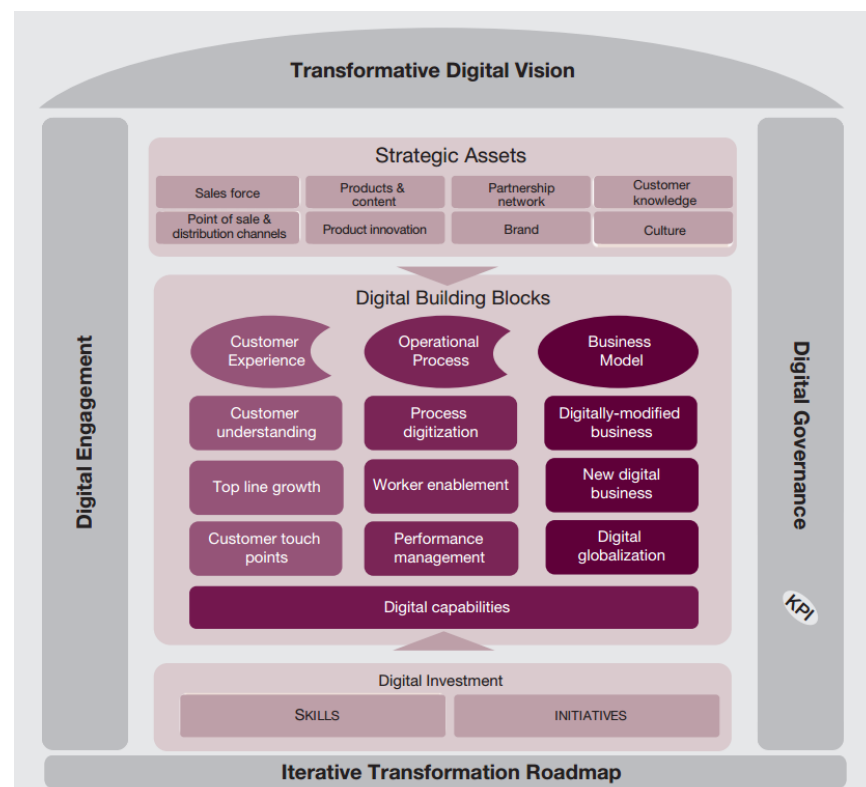 Transformative Digital Vision
Digital Engagement
Strategic Assets
Sales force
Products &
content
Partnership
network
Customer
knowledge
Point of sale &
distribution channels
Product innovation
Brand
Culture
Digital Building Blocks
Customer
Experience
Operational
Process
Business
Model
Customer
understanding
Process
digitization
Digitally-modified
business
Top line growth
Worker enablement
New digital
business
Customer touch
points
Performance
management
Digital
globalization
Digital capabilities
Digital Investment
SKILLS
INITIATIVES
Digital Governance
KPI
Iterative Transformation Roadmap